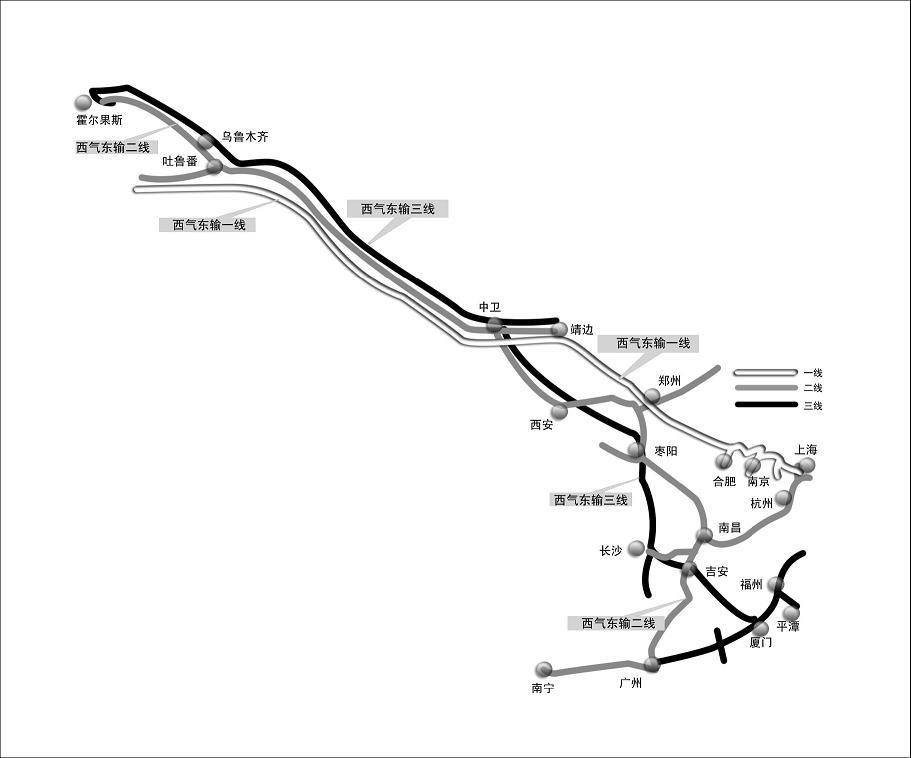 霍尔果斯
乌鲁木齐
西气东输二线
吐鲁番
西气东输三线
西气东输一线
中卫
靖边
西气东输一线
一线
郑州
二线
三线
西安
枣阳
上海
合肥
南京
西气东输三线
杭州
南昌
长沙
吉安
福州
西气东输二线
平潭
厦门
广州
南宁